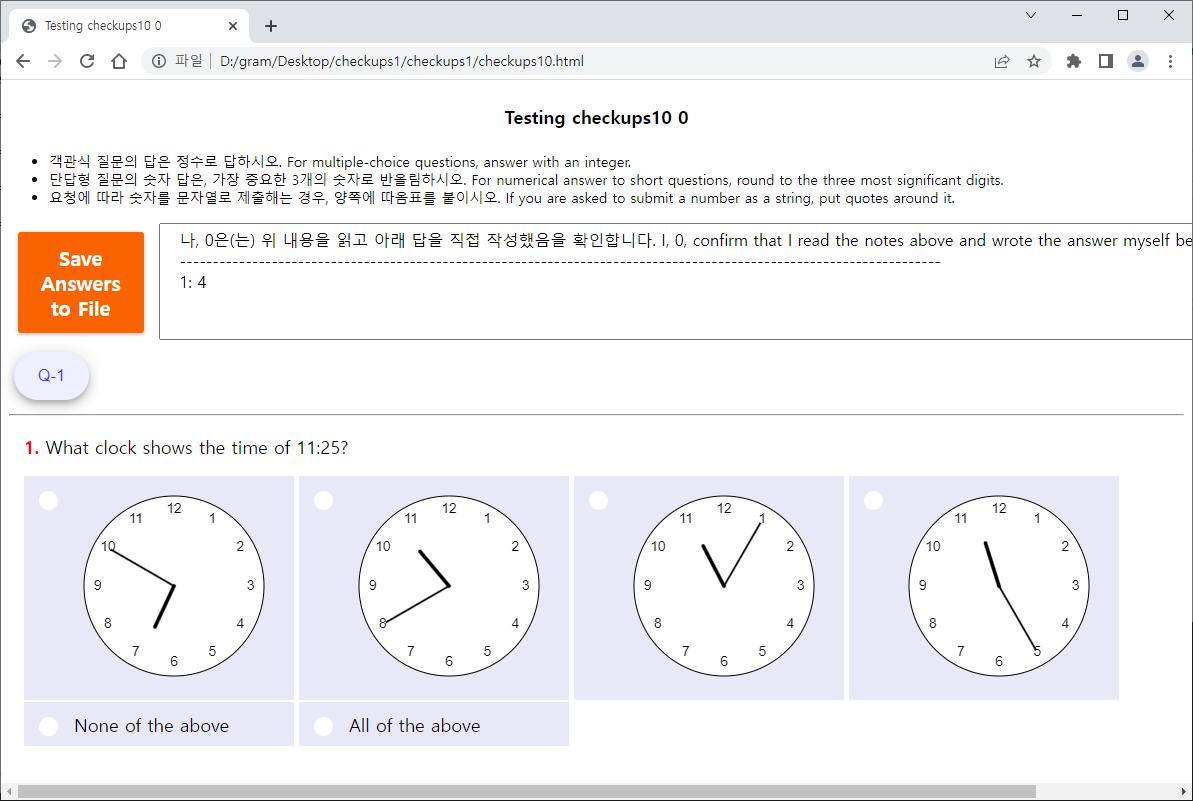 Testing checkups10 0
파일 D:/gram/Desktop/checkups1/checkups1/checkups10.html
Testing checkups10 0
• 객관식 질문의 답은 정수로 답하시오. For multiple-choice questions, answer with an integer.
• 단답형 질문의 숫자 답은, 가장 중요한 3개의 숫자로 반올림하시오. For numerical answer to short questions, round to the three most significant digits.
• 요청에 따라 숫자를 문자열로 제출해는 경우, 양쪽에 따옴표를 붙이시오. If you are asked to submit a number as a string, put quotes around it.
Save
Answers
to File
나, 0은(는) 위 내용을 읽고 아래 답을 직접 작성했음을 확인합니다. I, 0, confirm that I read the notes above and wrote the answer myself be
--------------------------------------------------------------------------------------------------------------------
1: 4
Q-1
1. What clock shows the time of 11:25?
12 1 2 3 4 5 6 7 8 9 10 11
12 1 2 3 4 5 6 7 8 9 10 11
12 1 2 3 4 5 6 7 8 9 10 11
12 1 2 3 4 5 6 7 8 9 10 11
None of the above
All of the above